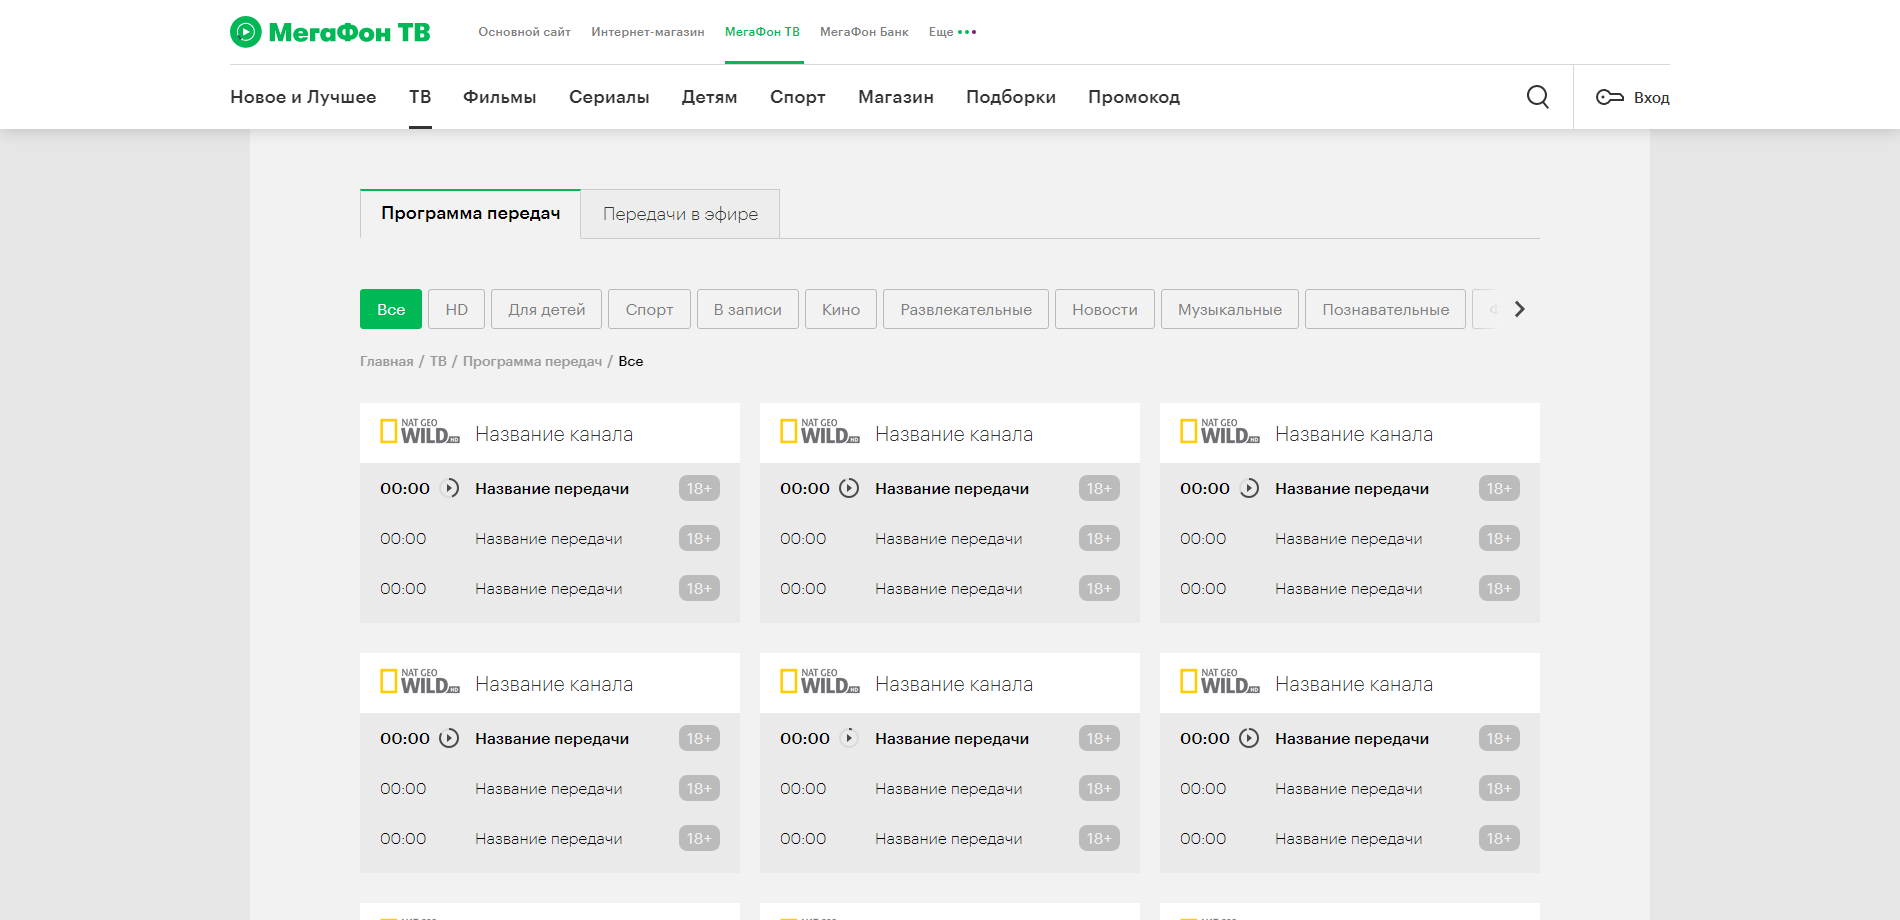 МегаФон ТВ Основной сайт Интернет-магазин МегаФон ТВ МегаФон Банк Еще
Новое и Лучшее ТВ Фильмы Сериалы Детям Спорт Магазин Подборки Промокод Вход
Программа передач Передачи в эфире
Все HD Для детей Спорт В записи Кино Развлекательные Новости Музыкальные Познавательные
Главная / ТВ / Программа передач / Все
NAT GEO WILD HD Название канала NAT GEO WILD HD Название канала NAT GEO WILD HD Название канала
00:00 Название передачи 18+ 00:00 Название передачи 18+ 00:00 Название передачи 18+
00:00 Название передачи 18+ 00:00 Название передачи 18+ 00:00 Название передачи 18+
00:00 Название передачи 18+ 00:00 Название передачи 18+ 00:00 Название передачи 18+
NAT GEO WILD HD Название канала NAT GEO WILD HD Название канала NAT GEO WILD HD Название канала
00:00 Название передачи 18+ 00:00 Название передачи 18+ 00:00 Название передачи 18+
00:00 Название передачи 18+ 00:00 Название передачи 18+ 00:00 Название передачи 18+
00:00 Название передачи 18+ 00:00 Название передачи 18+ 00:00 Название передачи 18+